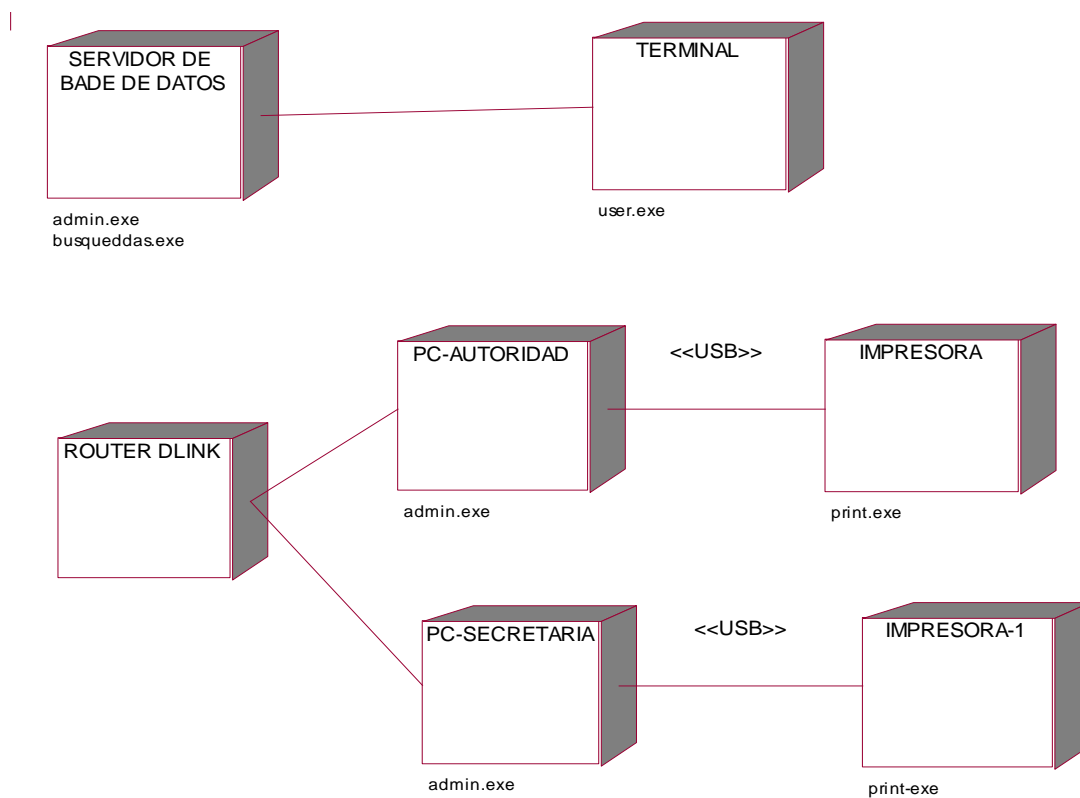 SERVIDOR DE
BADE DE DATOS
TERMINAL
admin.exe
busqueddas.exe
user.exe
PC-AUTORIDAD
<<USB>>
IMPRESORA
ROUTER DLINK
admin.exe
print.exe
PC-SECRETARIA
<<USB>>
IMPRESORA-1
admin.exe
print-exe